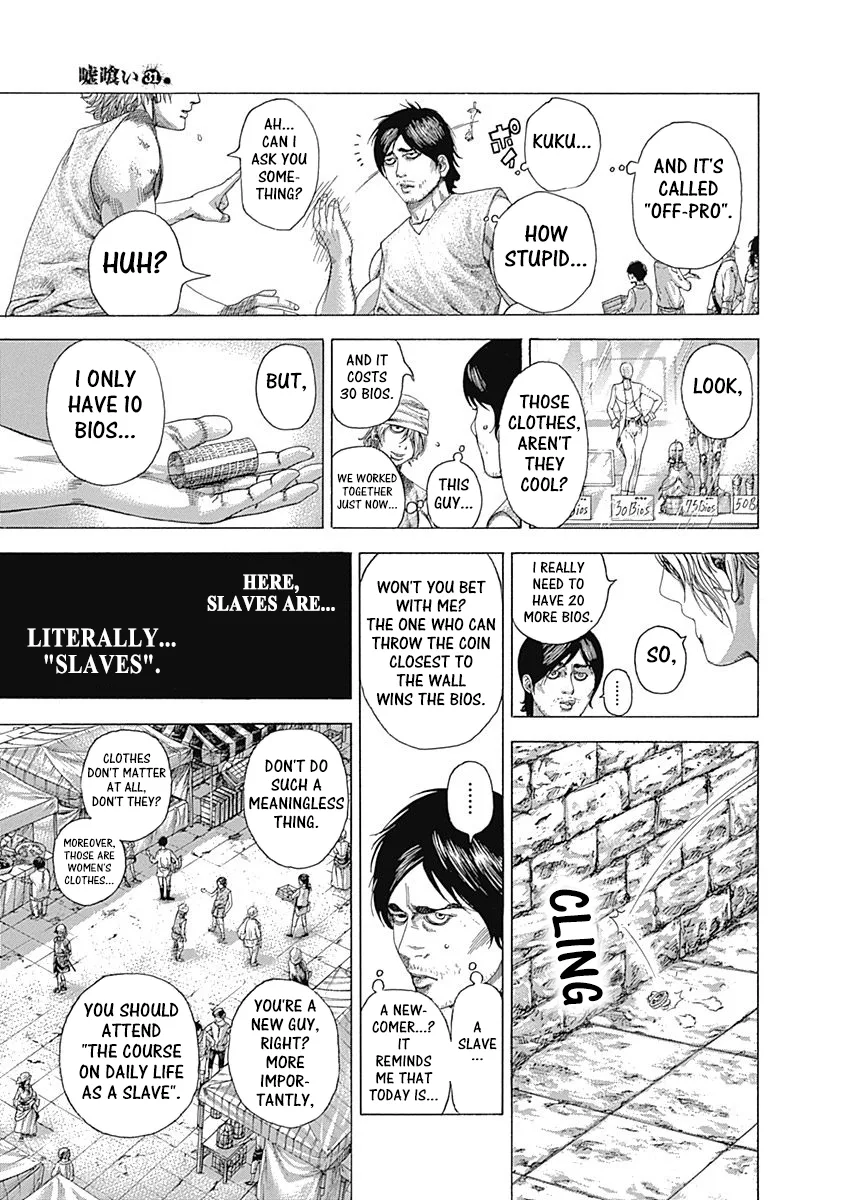 嘘喰い 31
AND IT'S
CALLED
"OFF-PRO".
KUKU...
HOW
STUPID...
ポイ
AH...
CAN I
ASK YOU
SOME-
THING?
HUH?
LOOK,
30Bios
75Bios
50B
ios
THOSE
CLOTHES,
AREN'T
THEY
COOL?
AND IT
COSTS
30 BIOS.
THIS
GUY...
WE WORKED
TOGETHER
JUST NOW...
BUT,
I ONLY
HAVE 10
BIOS...
I REALLY
NEED TO
HAVE 20
MORE BIOS.
SO,
......
WON'T YOU BET
WITH ME?
THE ONE WHO CAN
THROW THE COIN
CLOSEST TO
THE WALL
WINS THE BIOS.
HERE,
SLAVES ARE...
LITERALLY...
"SLAVES".
CLING
......
A
SLAVE
...
A NEW-
COMER...?
IT
REMINDS
ME THAT
TODAY IS...
DON'T DO
SUCH A
MEANINGLESS
THING.
CLOTHES
DON'T MATTER
AT ALL,
DON'T THEY?
MOREOVER,
THOSE ARE
WOMEN'S
CLOTHES...
YOU'RE A
NEW GUY,
RIGHT?
MORE
IMPOR-
TANTLY,
YOU SHOULD
ATTEND
"THE COURSE
ON DAILY LIFE
AS A SLAVE".